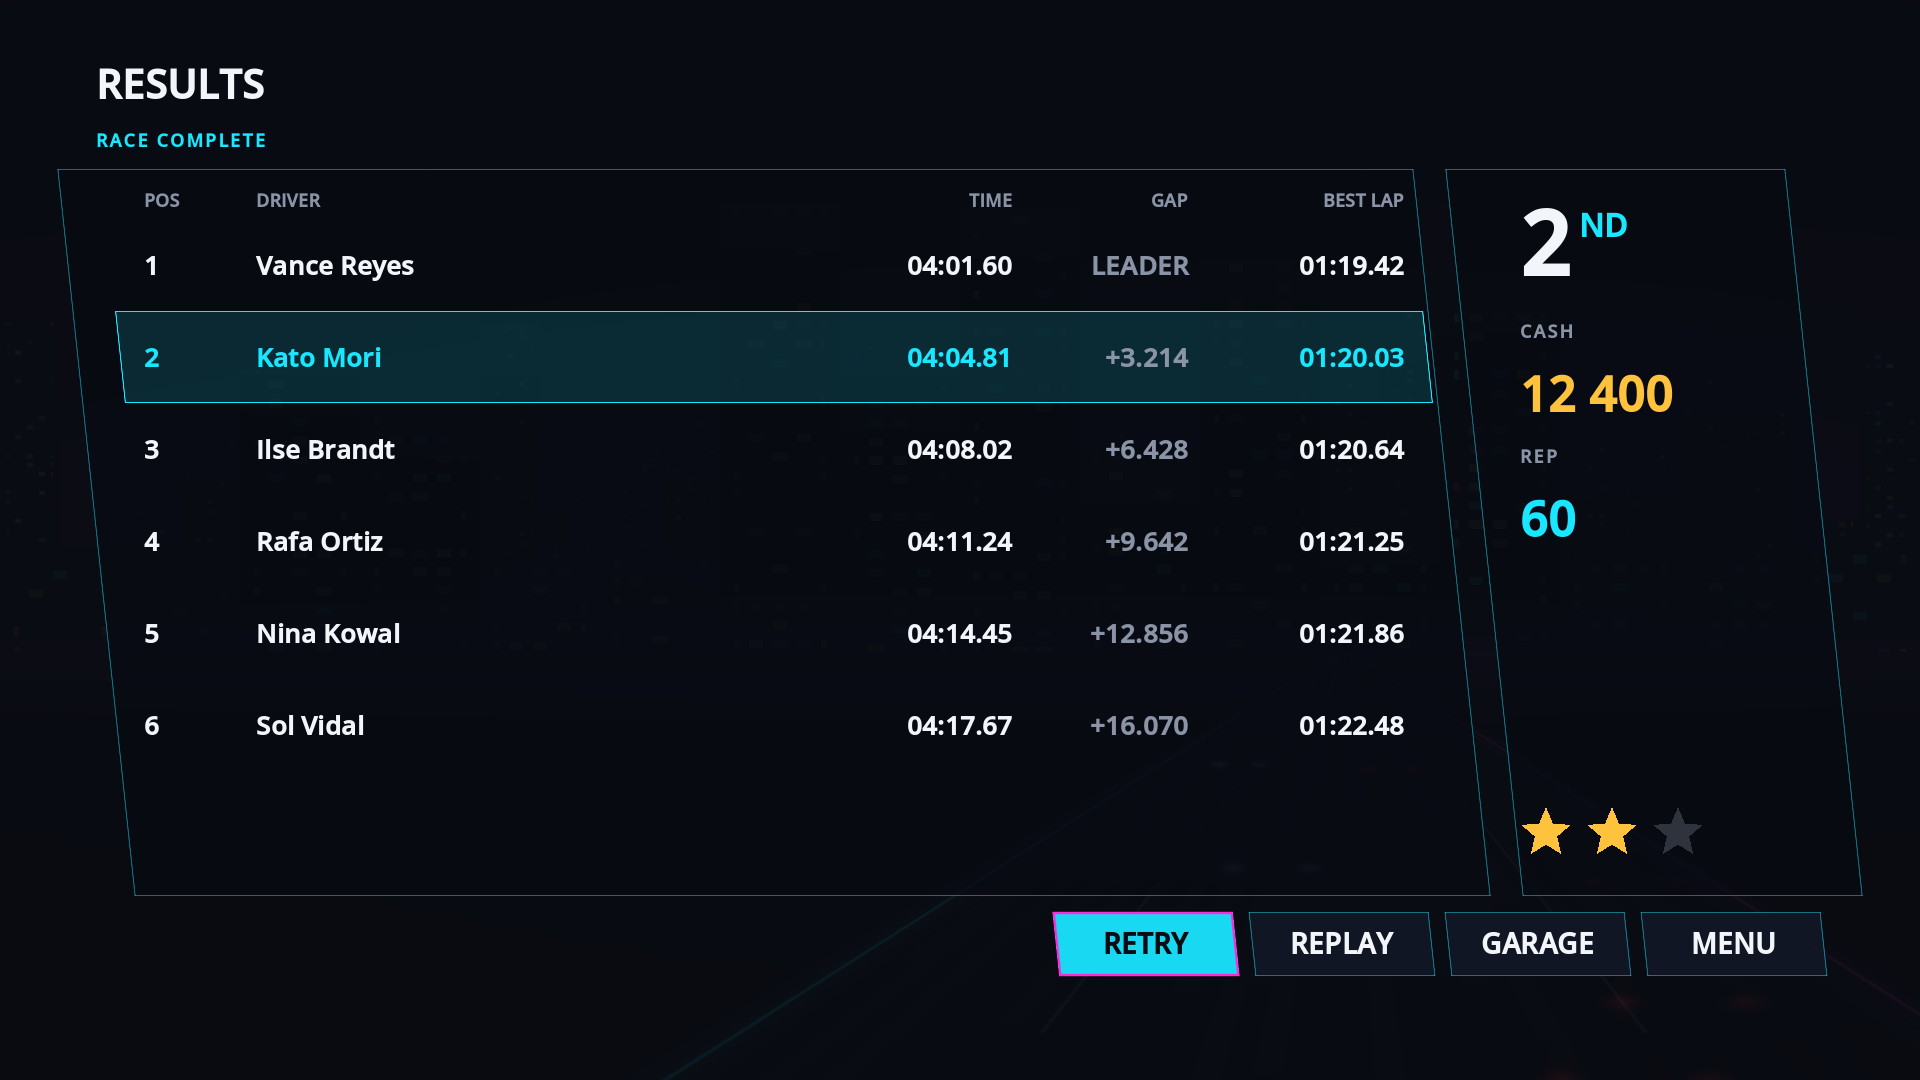 RESULTS
RACE COMPLETE
POS DRIVER TIME GAP BEST LAP
1 Vance Reyes 04:01.60 LEADER 01:19.42
2 Kato Mori 04:04.81 +3.214 01:20.03
3 Ilse Brandt 04:08.02 +6.428 01:20.64
4 Rafa Ortiz 04:11.24 +9.642 01:21.25
5 Nina Kowal 04:14.45 +12.856 01:21.86
6 Sol Vidal 04:17.67 +16.070 01:22.48
2 ND
CASH
12 400
REP
60
RETRY REPLAY GARAGE MENU